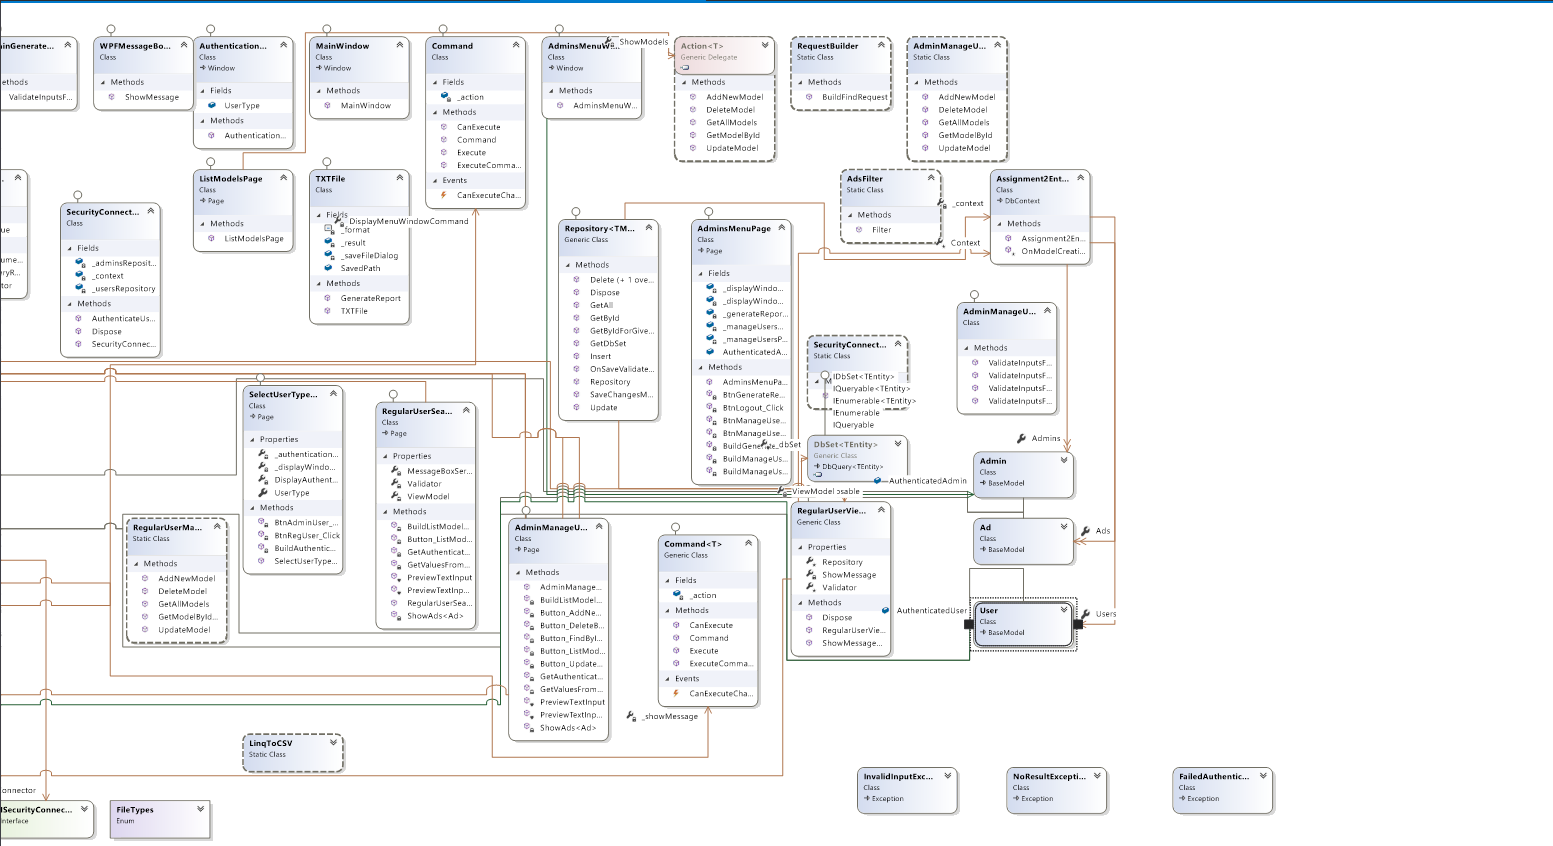 ainGenerate...
ethods
ValidateInputsF...
WPFMessageBo...
Class
Methods
ShowMessage
Authentication...
Class
Window
Fields
UserType
Methods
Authentication...
MainWindow
Class
Window
Methods
MainWindow
Command
Class
Fields
_action
Methods
CanExecute
Command
Execute
ExecuteComma...
Events
CanExecuteCha...
AdminsMenuW...
Class
Window
Methods
AdminsMenuW...
ShowModels
Action<T>
Generic Delegate
Methods
AddNewModel
DeleteModel
GetAllModels
GetModelById
UpdateModel
RequestBuilder
Static Class
Methods
BuildFindRequest
AdminManageU...
Static Class
Methods
AddNewModel
DeleteModel
GetAllModels
GetModelById
UpdateModel
...
ue
ume...
eryR...
tor
SecurityConnect...
Class
Fields
_adminsReposit...
_context
_usersRepository
Methods
AuthenticateUs...
Dispose
SecurityConnec...
ListModelsPage
Class
Page
Methods
ListModelsPage
TXTFile
Class
Fields
DisplayMenuWindowCommand
_format
_result
_saveFileDialog
SavedPath
Methods
GenerateReport
TXTFile
Repository<TM...
Generic Class
Methods
Delete (+ 1 ove...
Dispose
GetAll
GetById
GetByIdForGive...
GetDbSet
Insert
OnSaveValidate...
Repository
SaveChangesM...
Update
AdminsMenuPage
Class
Page
Fields
_displayWindo...
_displayWindo...
_generateRepor...
_manageUsers...
_manageUsersP...
AuthenticatedA...
Methods
AdminsMenuPa...
BtnGenerateRe...
BtnLogout_Click
BtnManageUse...
BtnManageUse...
BuildGenerate...
BuildManageUs...
BuildManageUs...
AdsFilter
Static Class
Methods
Filter
_context
Context
Assignment2Ent...
Class
DbContext
Methods
Assignment2En...
OnModelCreati...
AdminManageU...
Class
Methods
ValidateInputsF...
ValidateInputsF...
ValidateInputsF...
ValidateInputsF...
SecurityConnect...
Static Class
M
IDbSet<TEntity>
IQueryable<TEntity>
IEnumerable<TEntity>
IEnumerable
IQueryable
_dbSet
DbSet<TEntity>
Generic Class
DbQuery<TEntity>
AuthenticatedAdmin
ViewModel
osable
Admins
Admin
Class
BaseModel
Ad
Class
BaseModel
Ads
Users
User
Class
BaseModel
AuthenticatedUser
SelectUserType...
Class
Page
Properties
_authentication...
_displayWindo...
DisplayAuthent...
UserType
Methods
BtnAdminUser_...
BtnRegUser_Click
BuildAuthentic...
SelectUserType...
RegularUserSea...
Class
Page
Properties
MessageBoxSer...
Validator
ViewModel
Methods
BuildListModel...
Button_ListMod...
GetAuthenticat...
GetValuesFrom...
PreviewTextInput
PreviewTextInp...
RegularUserSea...
ShowAds<Ad>
RegularUserMa...
Static Class
Methods
AddNewModel
DeleteModel
GetAllModels
GetModelById...
UpdateModel
AdminManageU...
Class
Page
Methods
AdminManage...
BuildListModel...
Button_AddNe...
Button_DeleteB...
Button_FindByI...
Button_ListMod...
Button_Update...
GetAuthenticat...
GetValuesFrom...
PreviewTextInput
PreviewTextInp...
ShowAds<Ad>
Command<T>
Generic Class
Fields
_action
Methods
CanExecute
Command
Execute
ExecuteComma...
Events
CanExecuteCha...
_showMessage
RegularUserVie...
Generic Class
Properties
Repository
ShowMessage
Validator
Methods
Dispose
RegularUserVie...
ShowMessage...
LinqToCSV
Static Class
onnector
ISecurityConnec...
Interface
FileTypes
Enum
InvalidInputExc...
Class
Exception
NoResultExcepti...
Class
Exception
FailedAuthentic...
Class
Exception